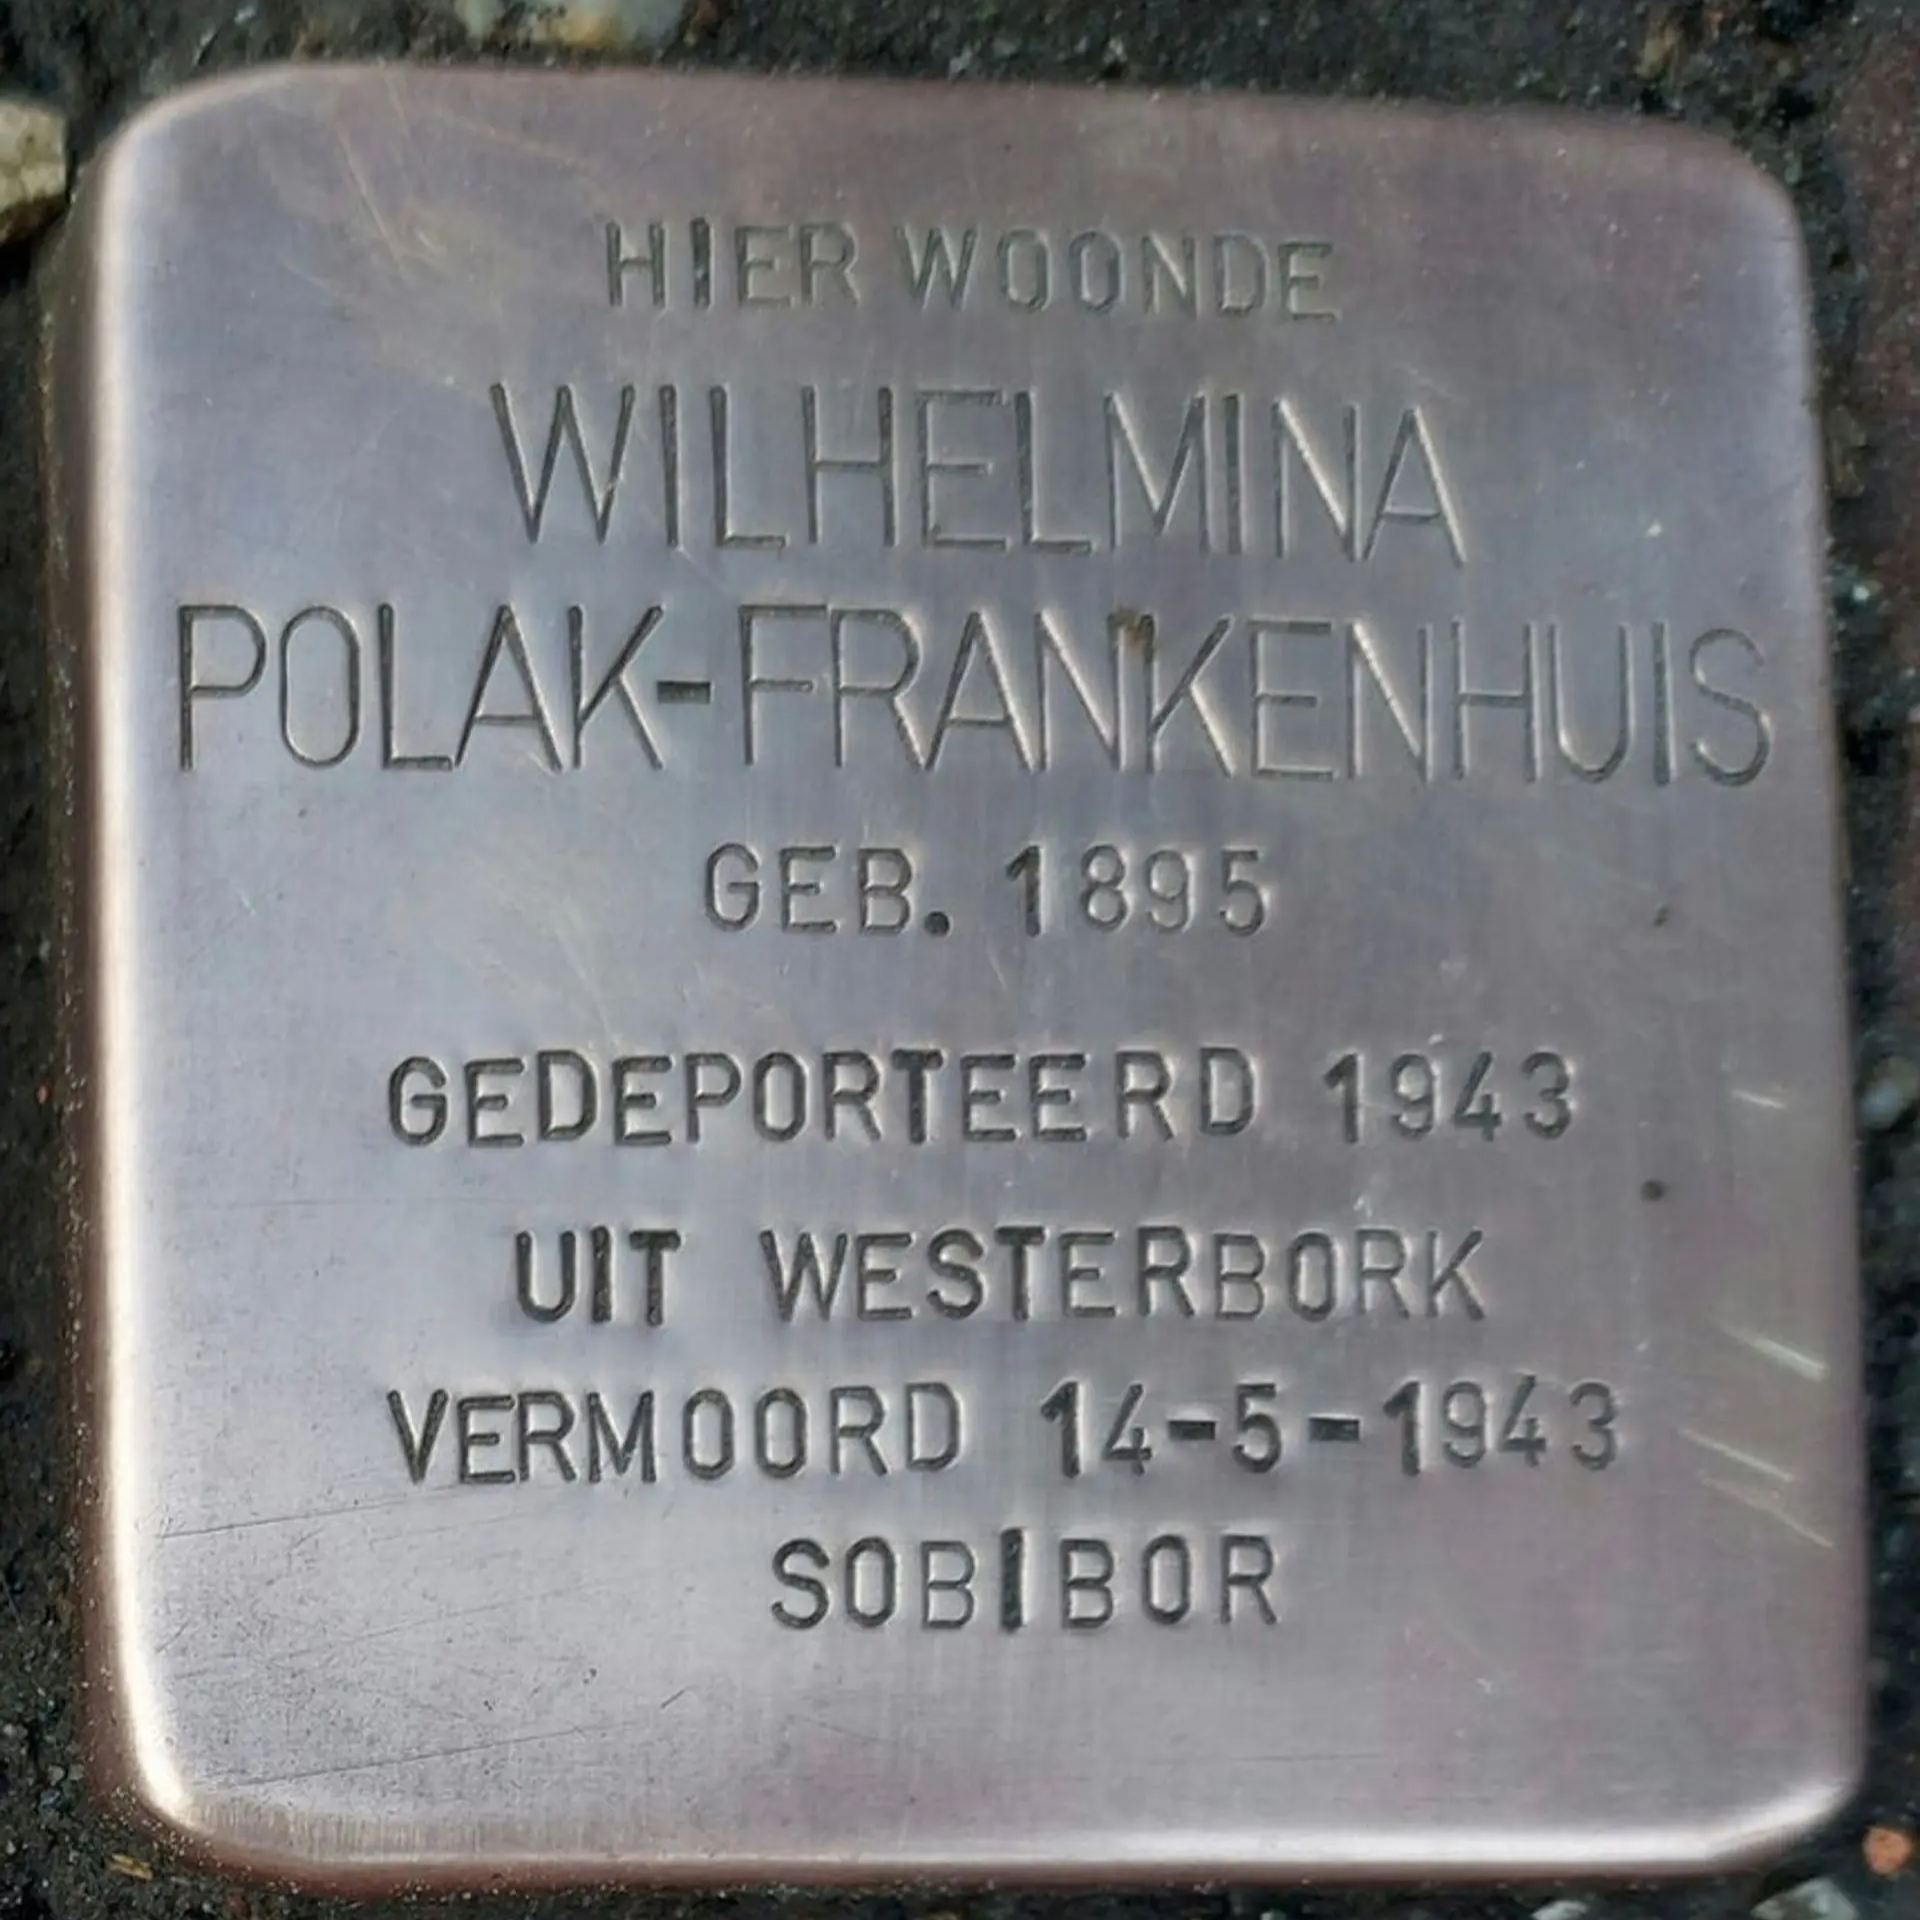 HIER WOONDE
WILHELMINA
POLAK-FRANKENHUIS
GEB. 1895
GEDEPORTEERD 1943
UIT WESTERBORK
VERMOORD 14-5-1943
SOBIBOR